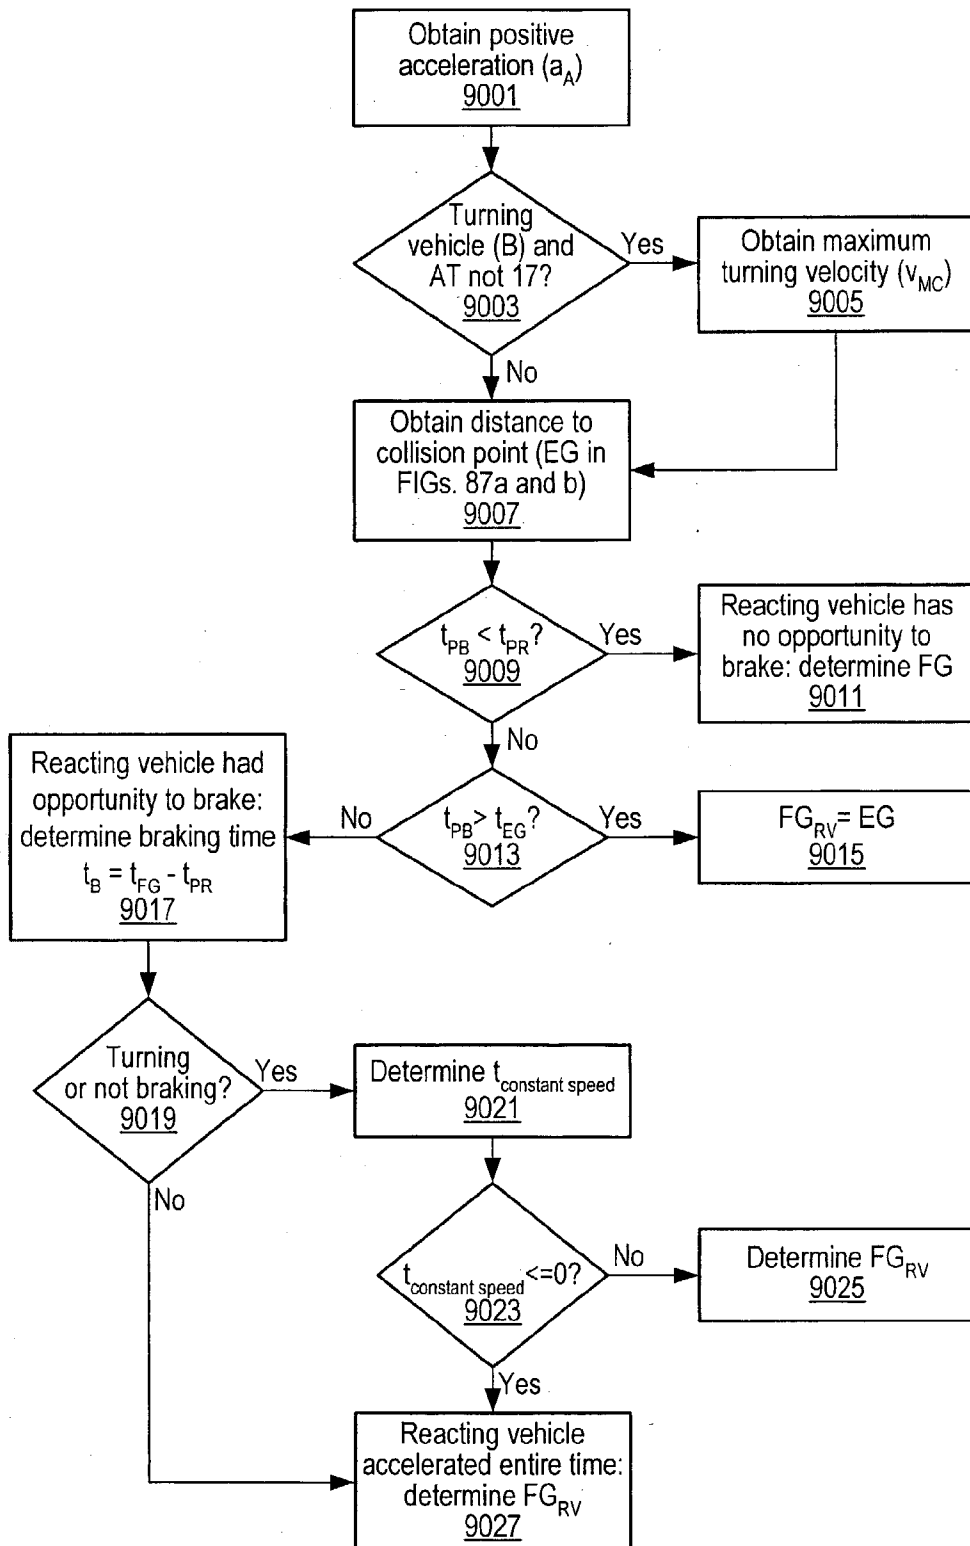 Obtain positive
acceleration (a_A)
9001
Turning
vehicle (B) and
AT not 17?
9003
Yes
Obtain maximum
turning velocity (v_MC)
9005
No
Obtain distance to
collision point (EG in
FIGs. 87a and b)
9007
t_PB < t_PR?
9009
Yes
Reacting vehicle has
no opportunity to
brake: determine FG
9011
No
t_PB > t_EG?
9013
Yes
FG_RV = EG
9015
No
Reacting vehicle had
opportunity to brake:
determine braking time
t_B = t_FG - t_PR
9017
Turning
or not braking?
9019
Yes
Determine t_constant speed
9021
No
t_constant speed <=0?
9023
No
Determine FG_RV
9025
Yes
Reacting vehicle
accelerated entire time:
determine FG_RV
9027